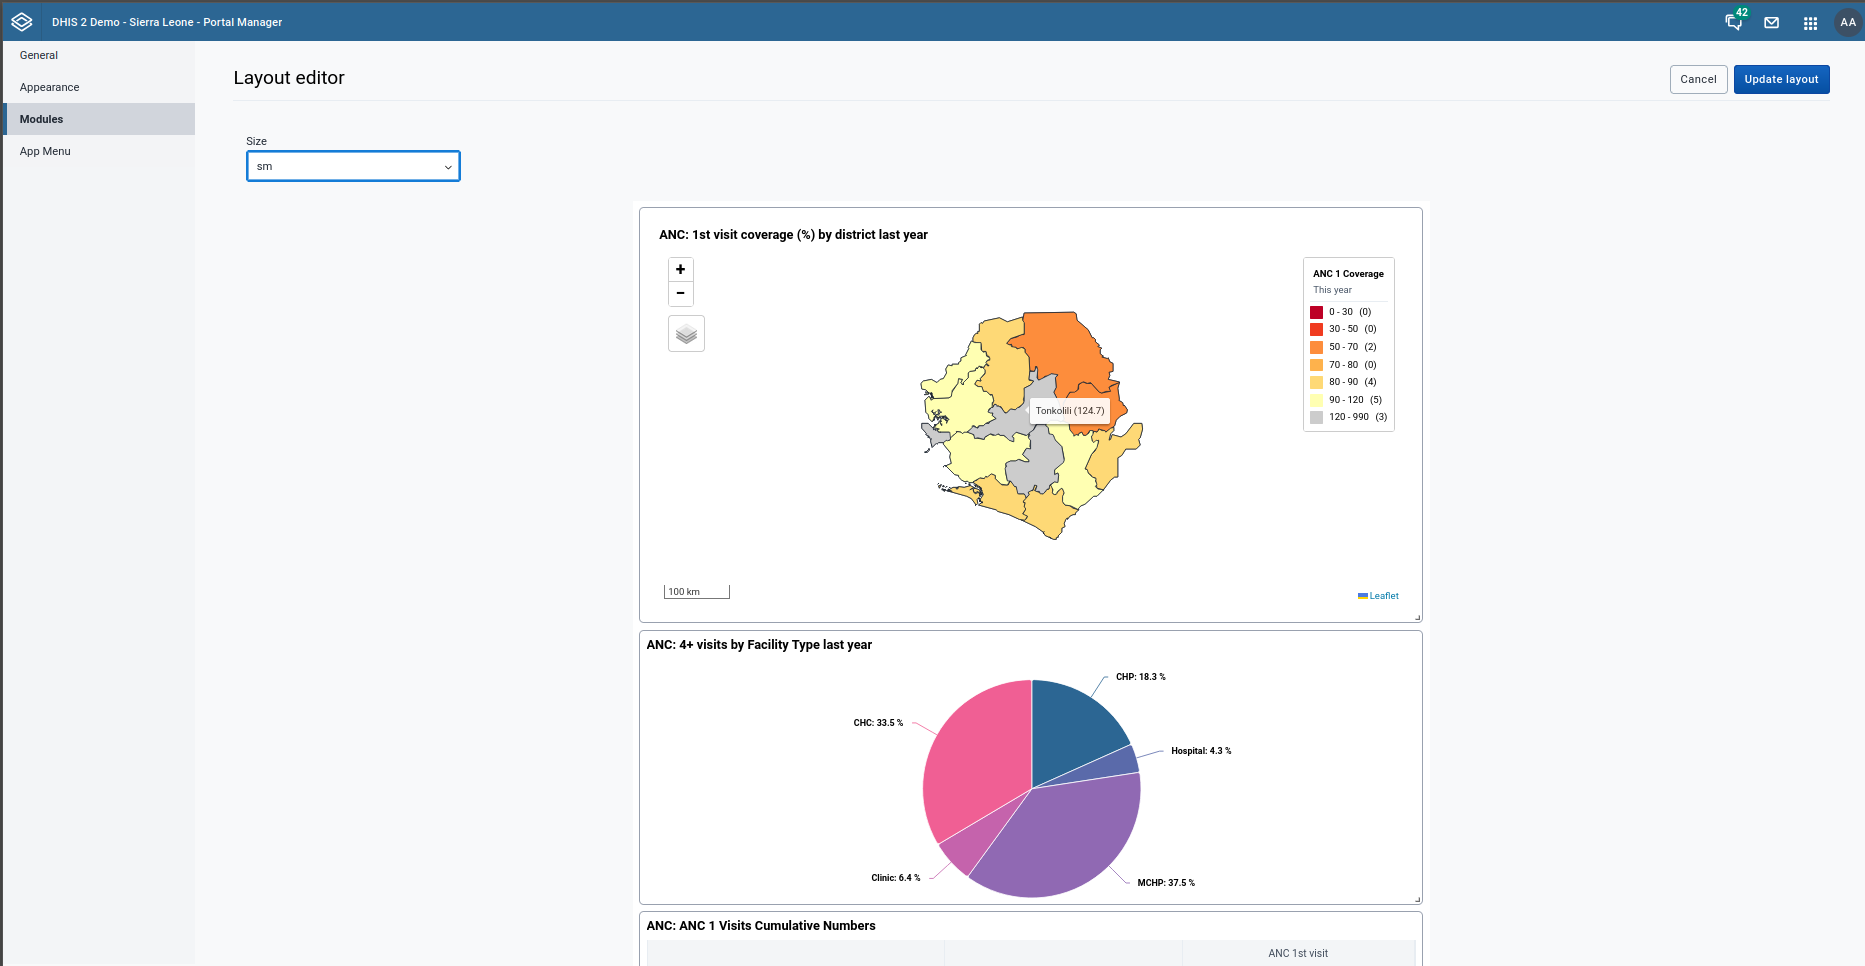 DHIS 2 Demo - Sierra Leone - Portal Manager
42
AA
General
Appearance
Modules
App Menu
Layout editor
Cancel
Update layout
Size
sm
ANC: 1st visit coverage (%) by district last year
+
−
ANC 1 Coverage
This year
0 - 30 (0)
30 - 50 (0)
50 - 70 (2)
70 - 80 (0)
80 - 90 (4)
90 - 120 (5)
120 - 990 (3)
Tonkolili (124.7)
100 km
Leaflet
ANC: 4+ visits by Facility Type last year
CHP: 18.3 %
CHC: 33.5 %
Hospital: 4.3 %
Clinic: 6.4 %
MCHP: 37.5 %
ANC: ANC 1 Visits Cumulative Numbers
ANC 1st visit